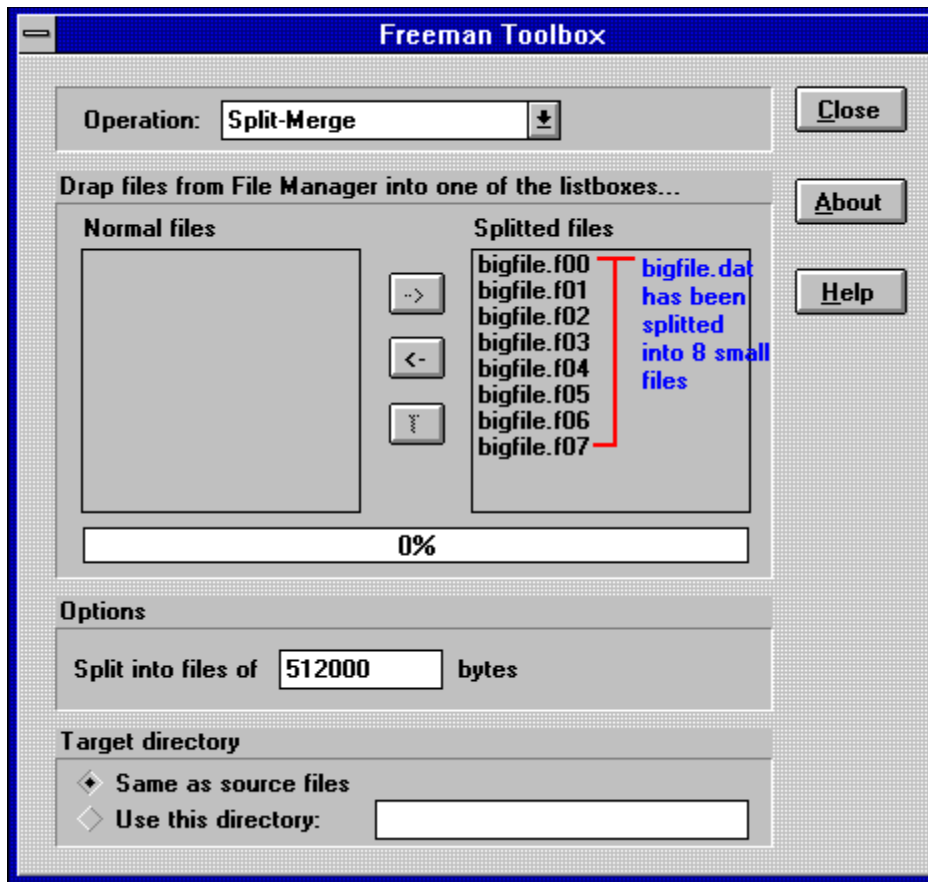 Freeman Toolbox
Operation: Split-Merge
Close
Drap files from File Manager into one of the listboxes...
About
Normal files
Splitted files
Help
bigfile.f00
bigfile.f01
bigfile.f02
bigfile.f03
bigfile.f04
bigfile.f05
bigfile.f06
bigfile.f07
bigfile.dat
has been
splitted
into 8 small
files
-->
<-
0%
Options
Split into files of 512000 bytes
Target directory
Same as source files
Use this directory: